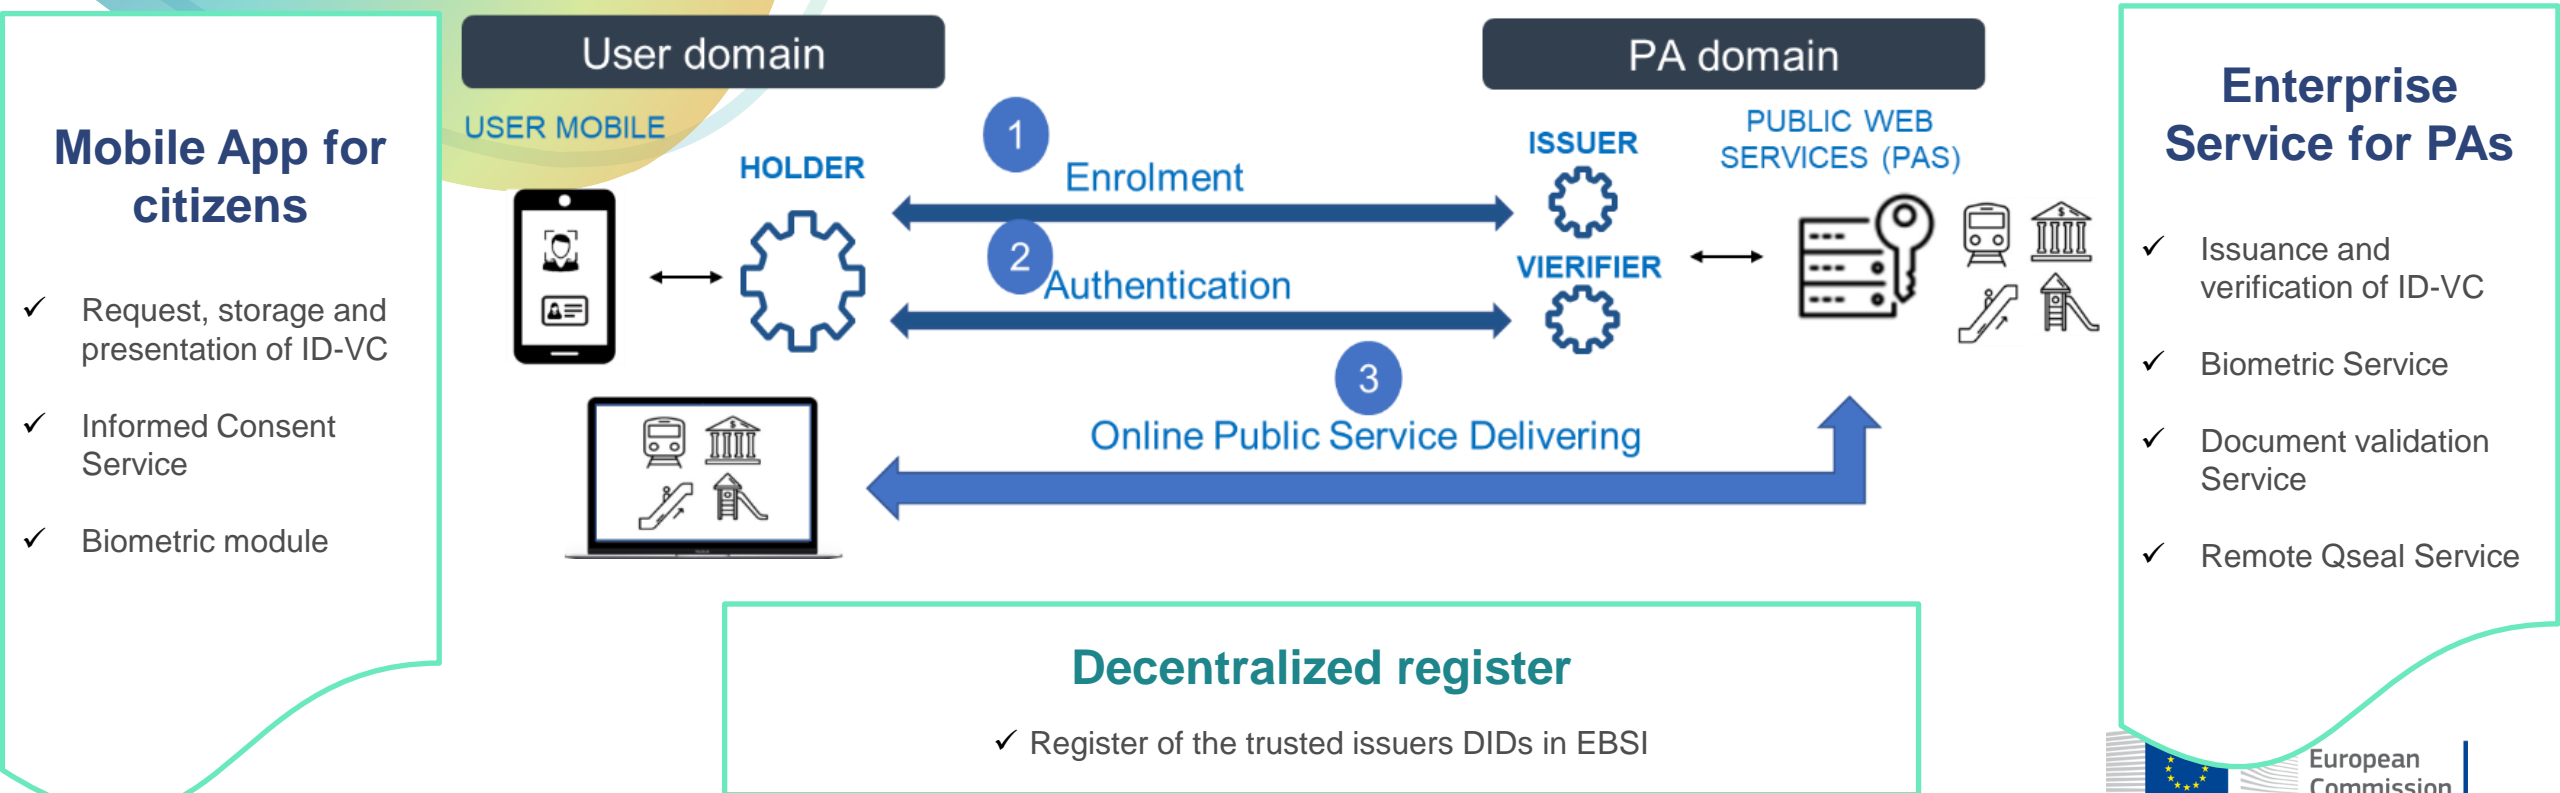 Mobile App for
citizens
✓ Request, storage and
presentation of ID-VC
✓ Informed Consent
Service
✓ Biometric module
User domain
USER MOBILE
HOLDER
1
Enrolment
2
Authentication
3
Online Public Service Delivering
PA domain
ISSUER
VIERIFIER
PUBLIC WEB
SERVICES (PAS)
Decentralized register
✓ Register of the trusted issuers DIDs in EBSI
Enterprise
Service for PAs
✓ Issuance and
verification of ID-VC
✓ Biometric Service
✓ Document validation
Service
✓ Remote Qseal Service
European
Commission